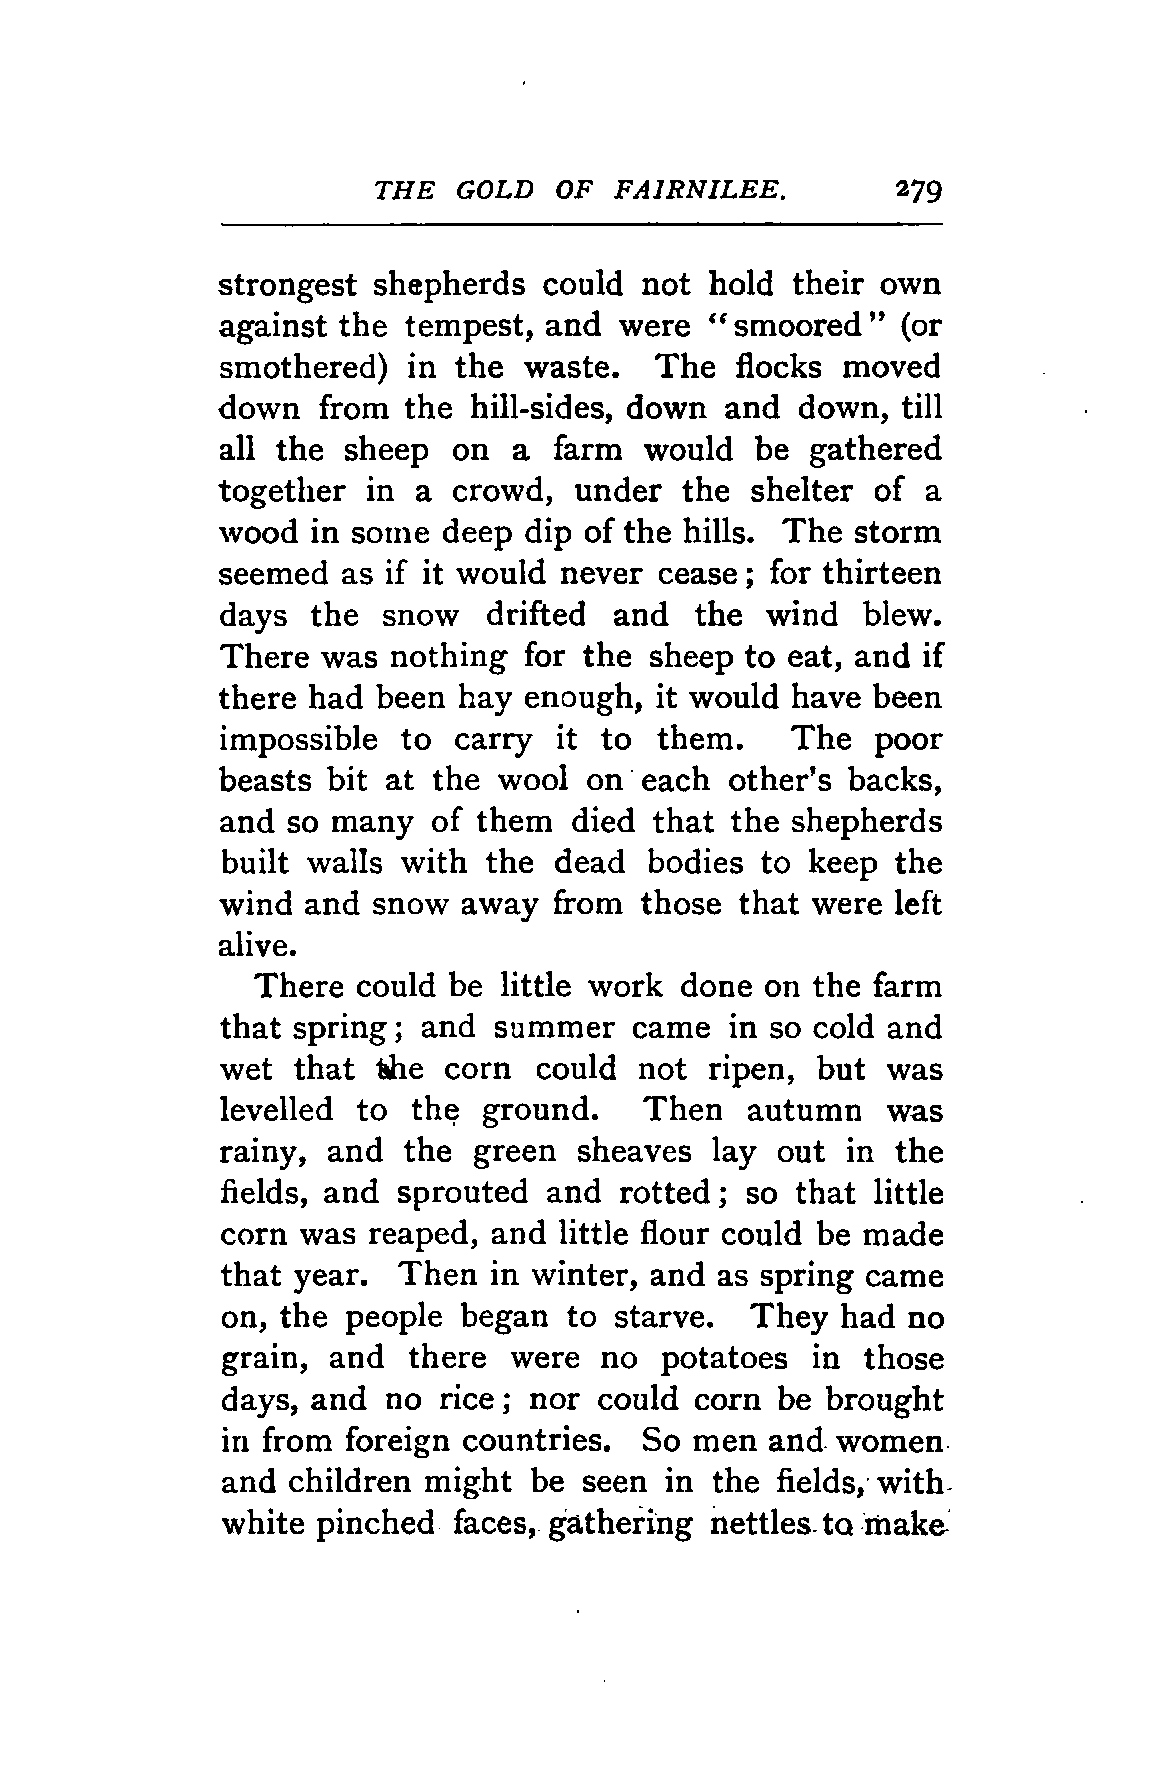 THE GOLD OF FAIRNILEE. 279
strongest shepherds could not hold their own
against the tempest, and were “smoored” (or
smothered) in the waste. The flocks moved
down from the hill-sides, down and down, till
all the sheep on a farm would be gathered
together in a crowd, under the shelter of a
wood in some deep dip of the hills. The storm
seemed as if it would never cease; for thirteen
days the snow drifted and the wind blew.
There was nothing for the sheep to eat, and if
there had been hay enough, it would have been
impossible to carry it to them. The poor
beasts bit at the wool on each other's backs,
and so many of them died that the shepherds
built walls with the dead bodies to keep the
wind and snow away from those that were left
alive.
There could be little work done on the farm
that spring; and summer came in so cold and
wet that the corn could not ripen, but was
levelled to the ground. Then autumn was
rainy, and the green sheaves lay out in the
fields, and sprouted and rotted; so that little
corn was reaped, and little flour could be made
that year. Then in winter, and as spring came
on, the people began to starve. They had no
grain, and there were no potatoes in those
days, and no rice; nor could corn be brought
in from foreign countries. So men and women
and children might be seen in the fields, with
white pinched faces, gathering nettles to make